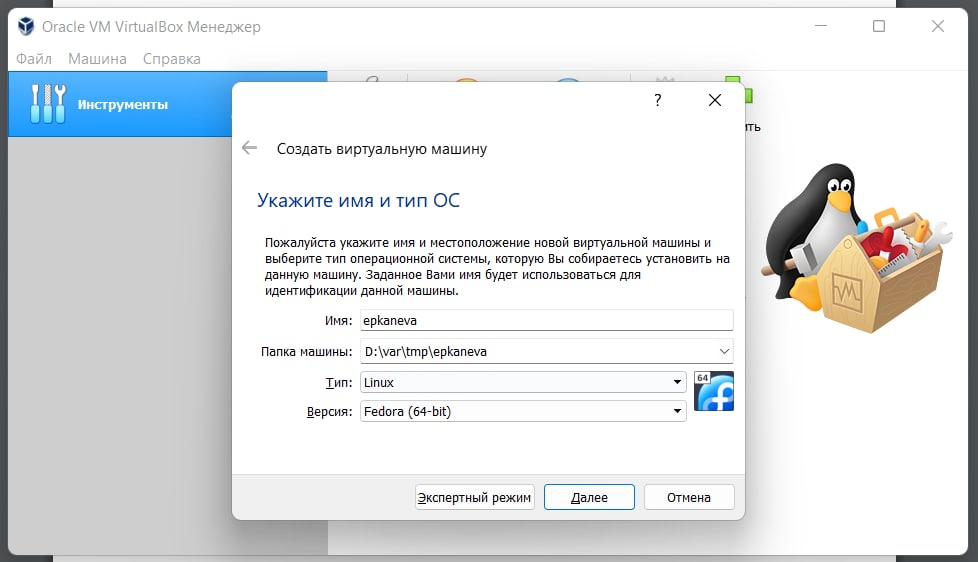 Oracle VM VirtualBox Менеджер
Файл Машина Справка
Инструменты
?
ить
Создать виртуальную машину
Укажите имя и тип ОС
Пожалуйста укажите имя и местоположение новой виртуальной машины и
выберите тип операционной системы, которую Вы собираетесь установить на
данную машину. Заданное Вами имя будет использоваться для
идентификации данной машины.
Имя: epkaneva
Папка машины: D:\var\tmp\epkaneva
Тип: Linux
64
Версия: Fedora (64-bit)
Экспертный режим Далее Отмена